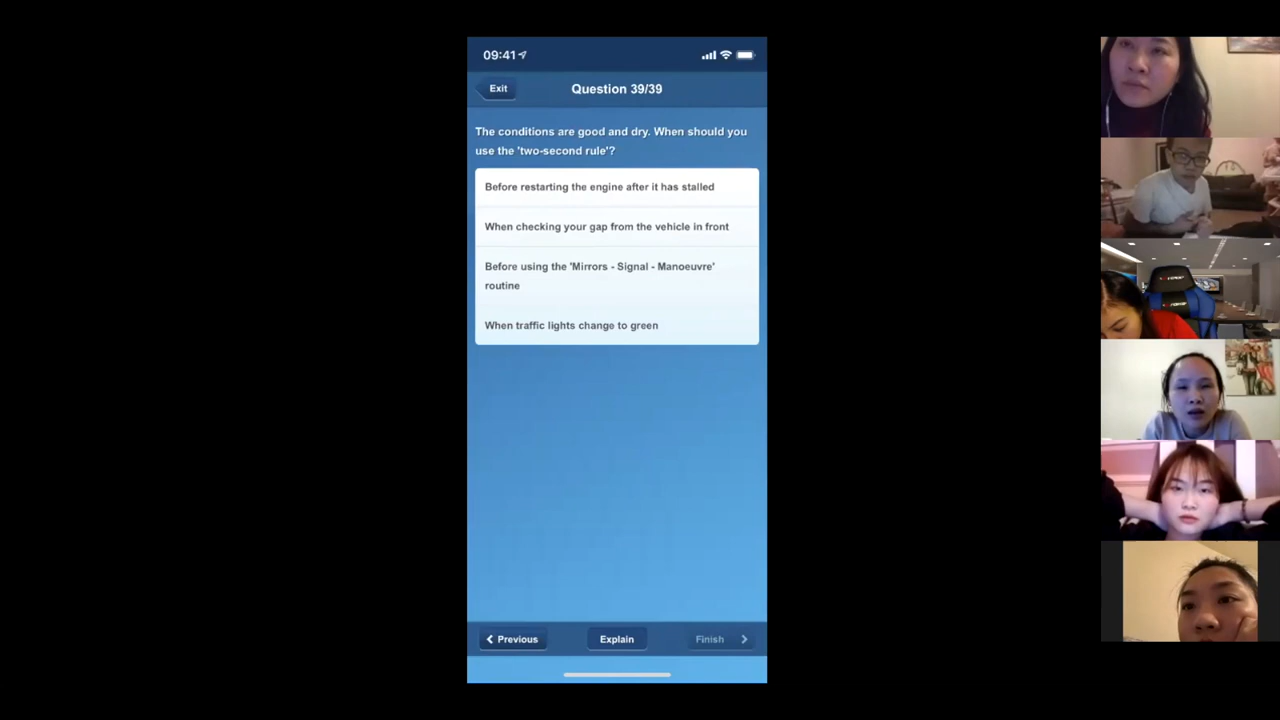 09:41
Exit
Question 39/39
The conditions are good and dry. When should you
use the 'two-second rule'?
Before restarting the engine after it has stalled
When checking your gap from the vehicle in front
Before using the 'Mirrors - Signal - Manoeuvre'
routine
When traffic lights change to green
Previous
Explain
Finish